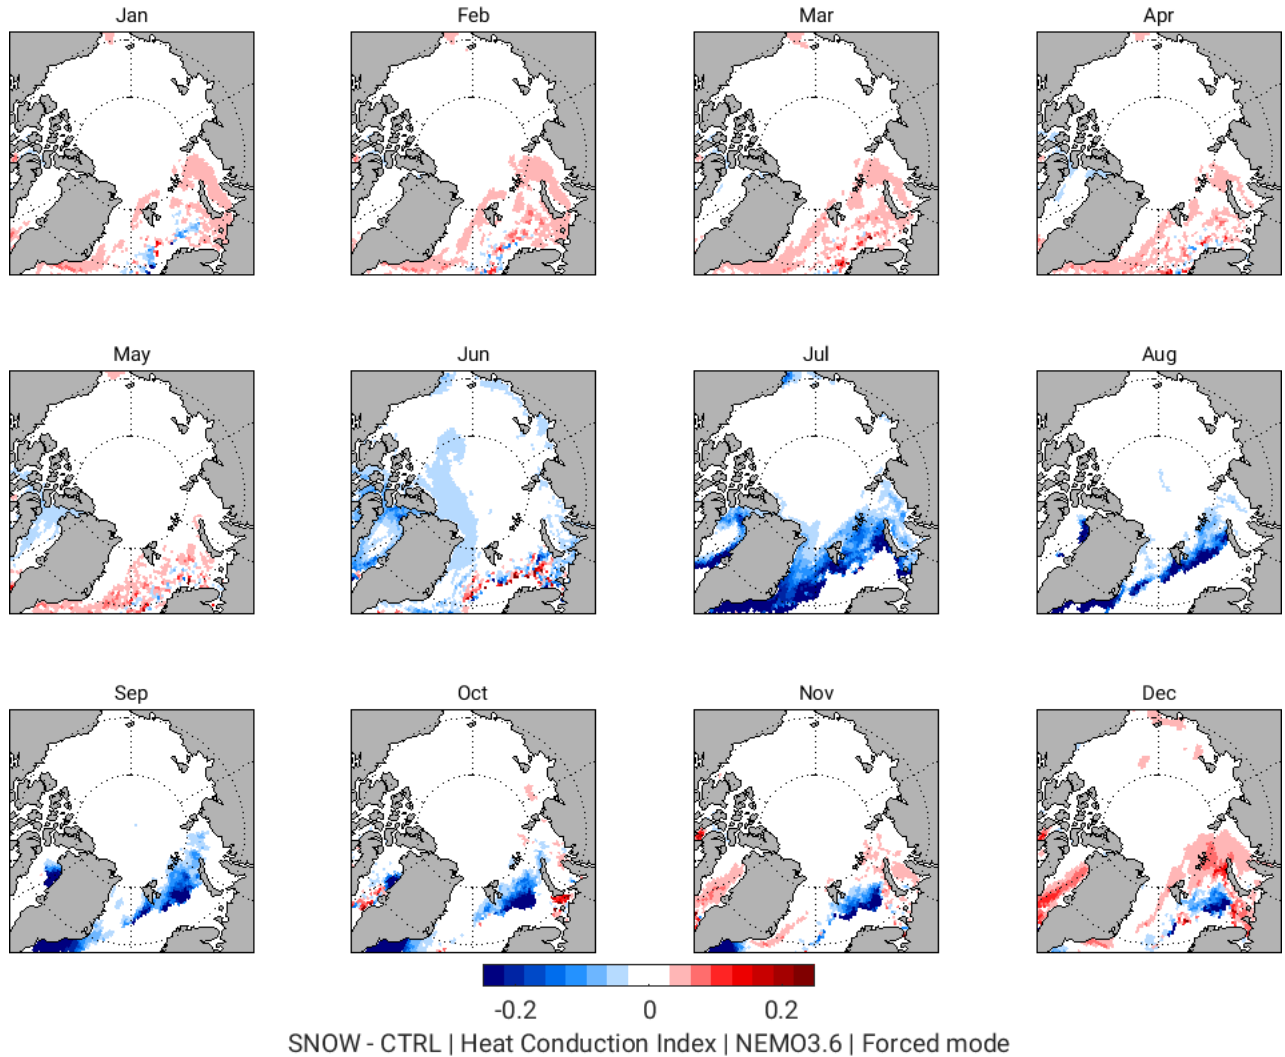 Jan Feb Mar Apr
May Jun Jul Aug
Sep Oct Nov Dec
-0.2 0 0.2
SNOW - CTRL | Heat Conduction Index | NEMO3.6 | Forced mode